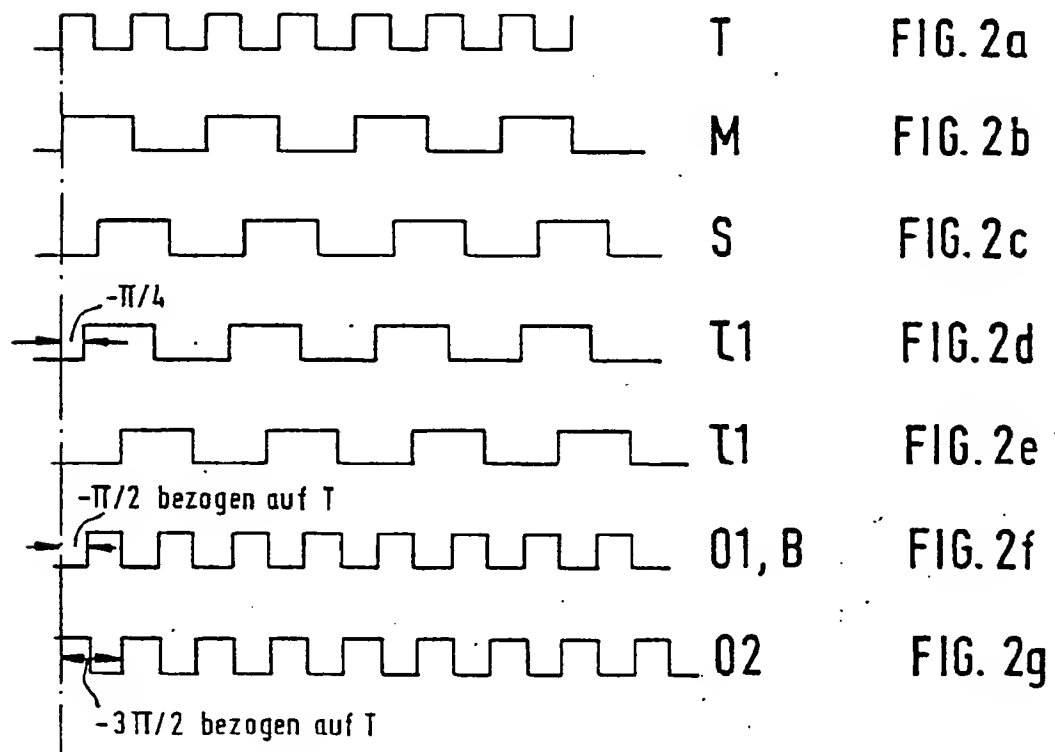 T FIG. 2a
M FIG. 2b
S FIG. 2c
-π/4
τ1 FIG. 2d
τ1 FIG. 2e
-π/2 bezogen auf T
01, B FIG. 2f
02 FIG. 2g
-3π/2 bezogen auf T